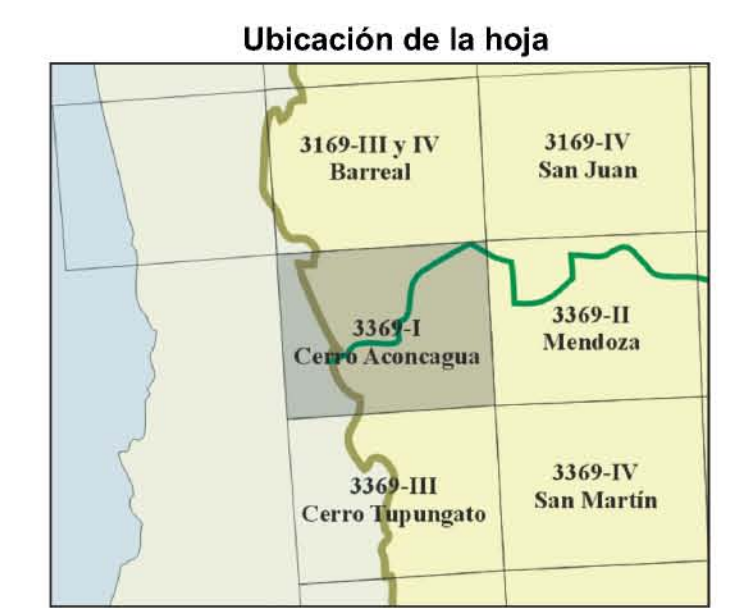 Ubicación de la hoja
3169-III y IV
Barreal
3169-IV
San Juan
3369-I
Cerro Aconcagua
3369-II
Mendoza
3369-III
Cerro Tupungato
3369-IV
San Martín